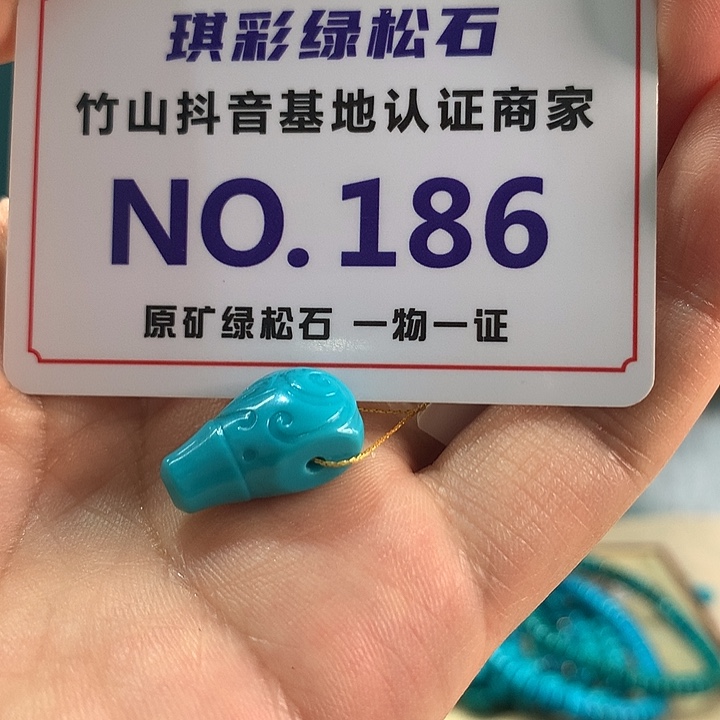 琪彩绿松石
竹山抖音基地认证商家
NO.186
原矿绿松石 一物一证